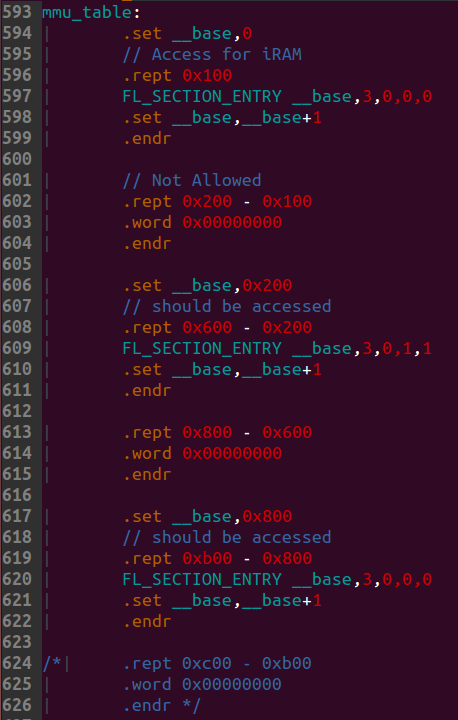 593 mmu_table:
594 | .set __base,0
595 | // Access for iRAM
596 | .rept 0x100
597 | FL_SECTION_ENTRY __base,3,0,0,0
598 | .set __base,__base+1
599 | .endr
600
601 | // Not Allowed
602 | .rept 0x200 - 0x100
603 | .word 0x00000000
604 | .endr
605
606 | .set __base,0x200
607 | // should be accessed
608 | .rept 0x600 - 0x200
609 | FL_SECTION_ENTRY __base,3,0,1,1
610 | .set __base,__base+1
611 | .endr
612
613 | .rept 0x800 - 0x600
614 | .word 0x00000000
615 | .endr
616
617 | .set __base,0x800
618 | // should be accessed
619 | .rept 0xb00 - 0x800
620 | FL_SECTION_ENTRY __base,3,0,0,0
621 | .set __base,__base+1
622 | .endr
623
624 /*| .rept 0xc00 - 0xb00
625 | .word 0x00000000
626 | .endr */